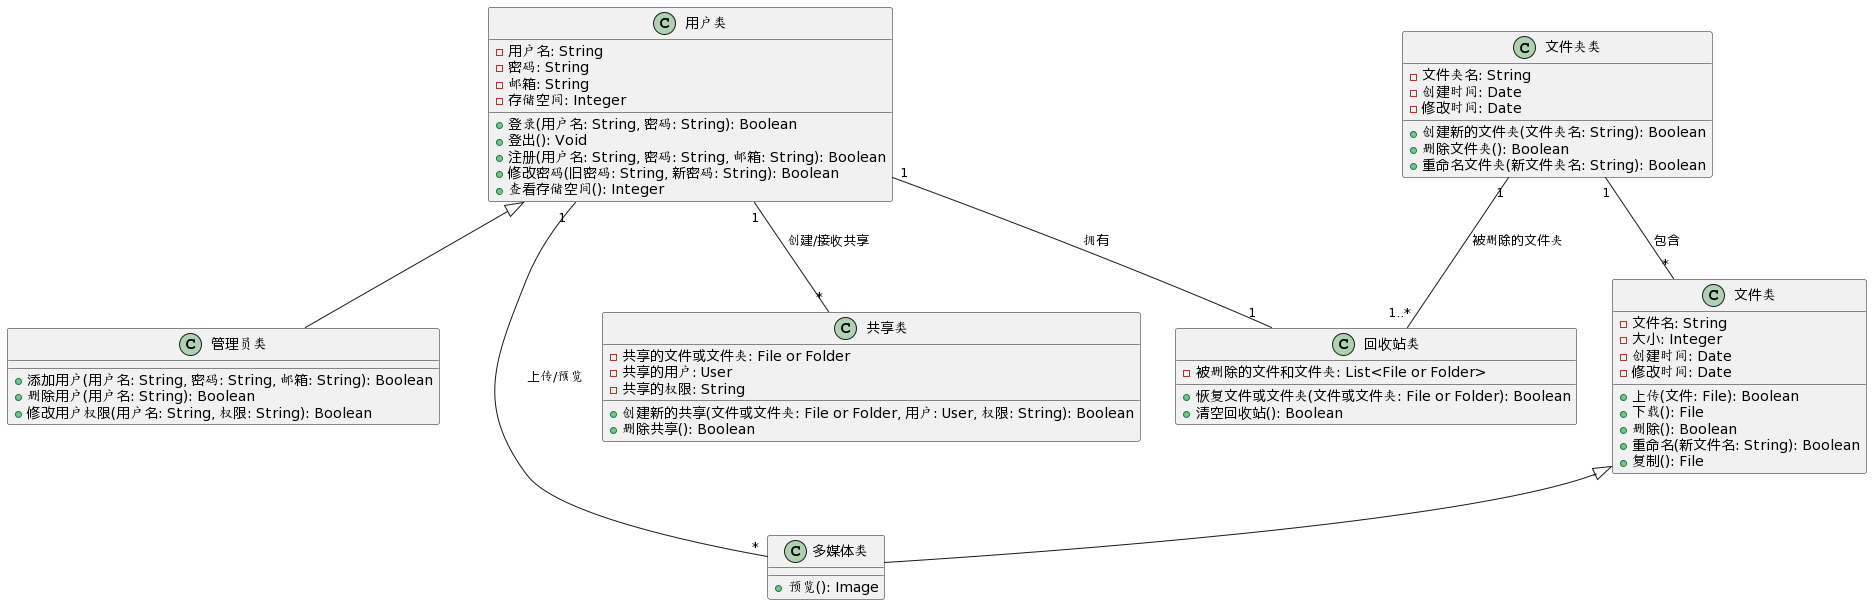 C 用户类
用户名: String
密码: String
邮箱: String
存储空间: Integer
登录(用户名: String, 密码: String): Boolean
登出(): Void
注册(用户名: String, 密码: String, 邮箱: String): Boolean
修改密码(旧密码: String, 新密码: String): Boolean
查看存储空间(): Integer
C 文件夹类
文件夹名: String
创建时间: Date
修改时间: Date
创建新的文件夹(文件夹名: String): Boolean
删除文件夹(): Boolean
重命名文件夹(新文件夹名: String): Boolean
1
1
1
1
1
创建/接收共享
拥有
被删除的文件夹
包含
*
*
1
1..*
C 管理员类
添加用户(用户名: String, 密码: String, 邮箱: String): Boolean
删除用户(用户名: String): Boolean
修改用户权限(用户名: String, 权限: String): Boolean
上传/预览
C 共享类
共享的文件或文件夹: File or Folder
共享的用户: User
共享的权限: String
创建新的共享(文件或文件夹: File or Folder, 用户: User, 权限: String): Boolean
删除共享(): Boolean
C 回收站类
被删除的文件和文件夹: List<File or Folder>
恢复文件或文件夹(文件或文件夹: File or Folder): Boolean
清空回收站(): Boolean
C 文件类
文件名: String
大小: Integer
创建时间: Date
修改时间: Date
上传(文件: File): Boolean
下载(): File
删除(): Boolean
重命名(新文件名: String): Boolean
复制(): File
*
C 多媒体类
预览(): Image